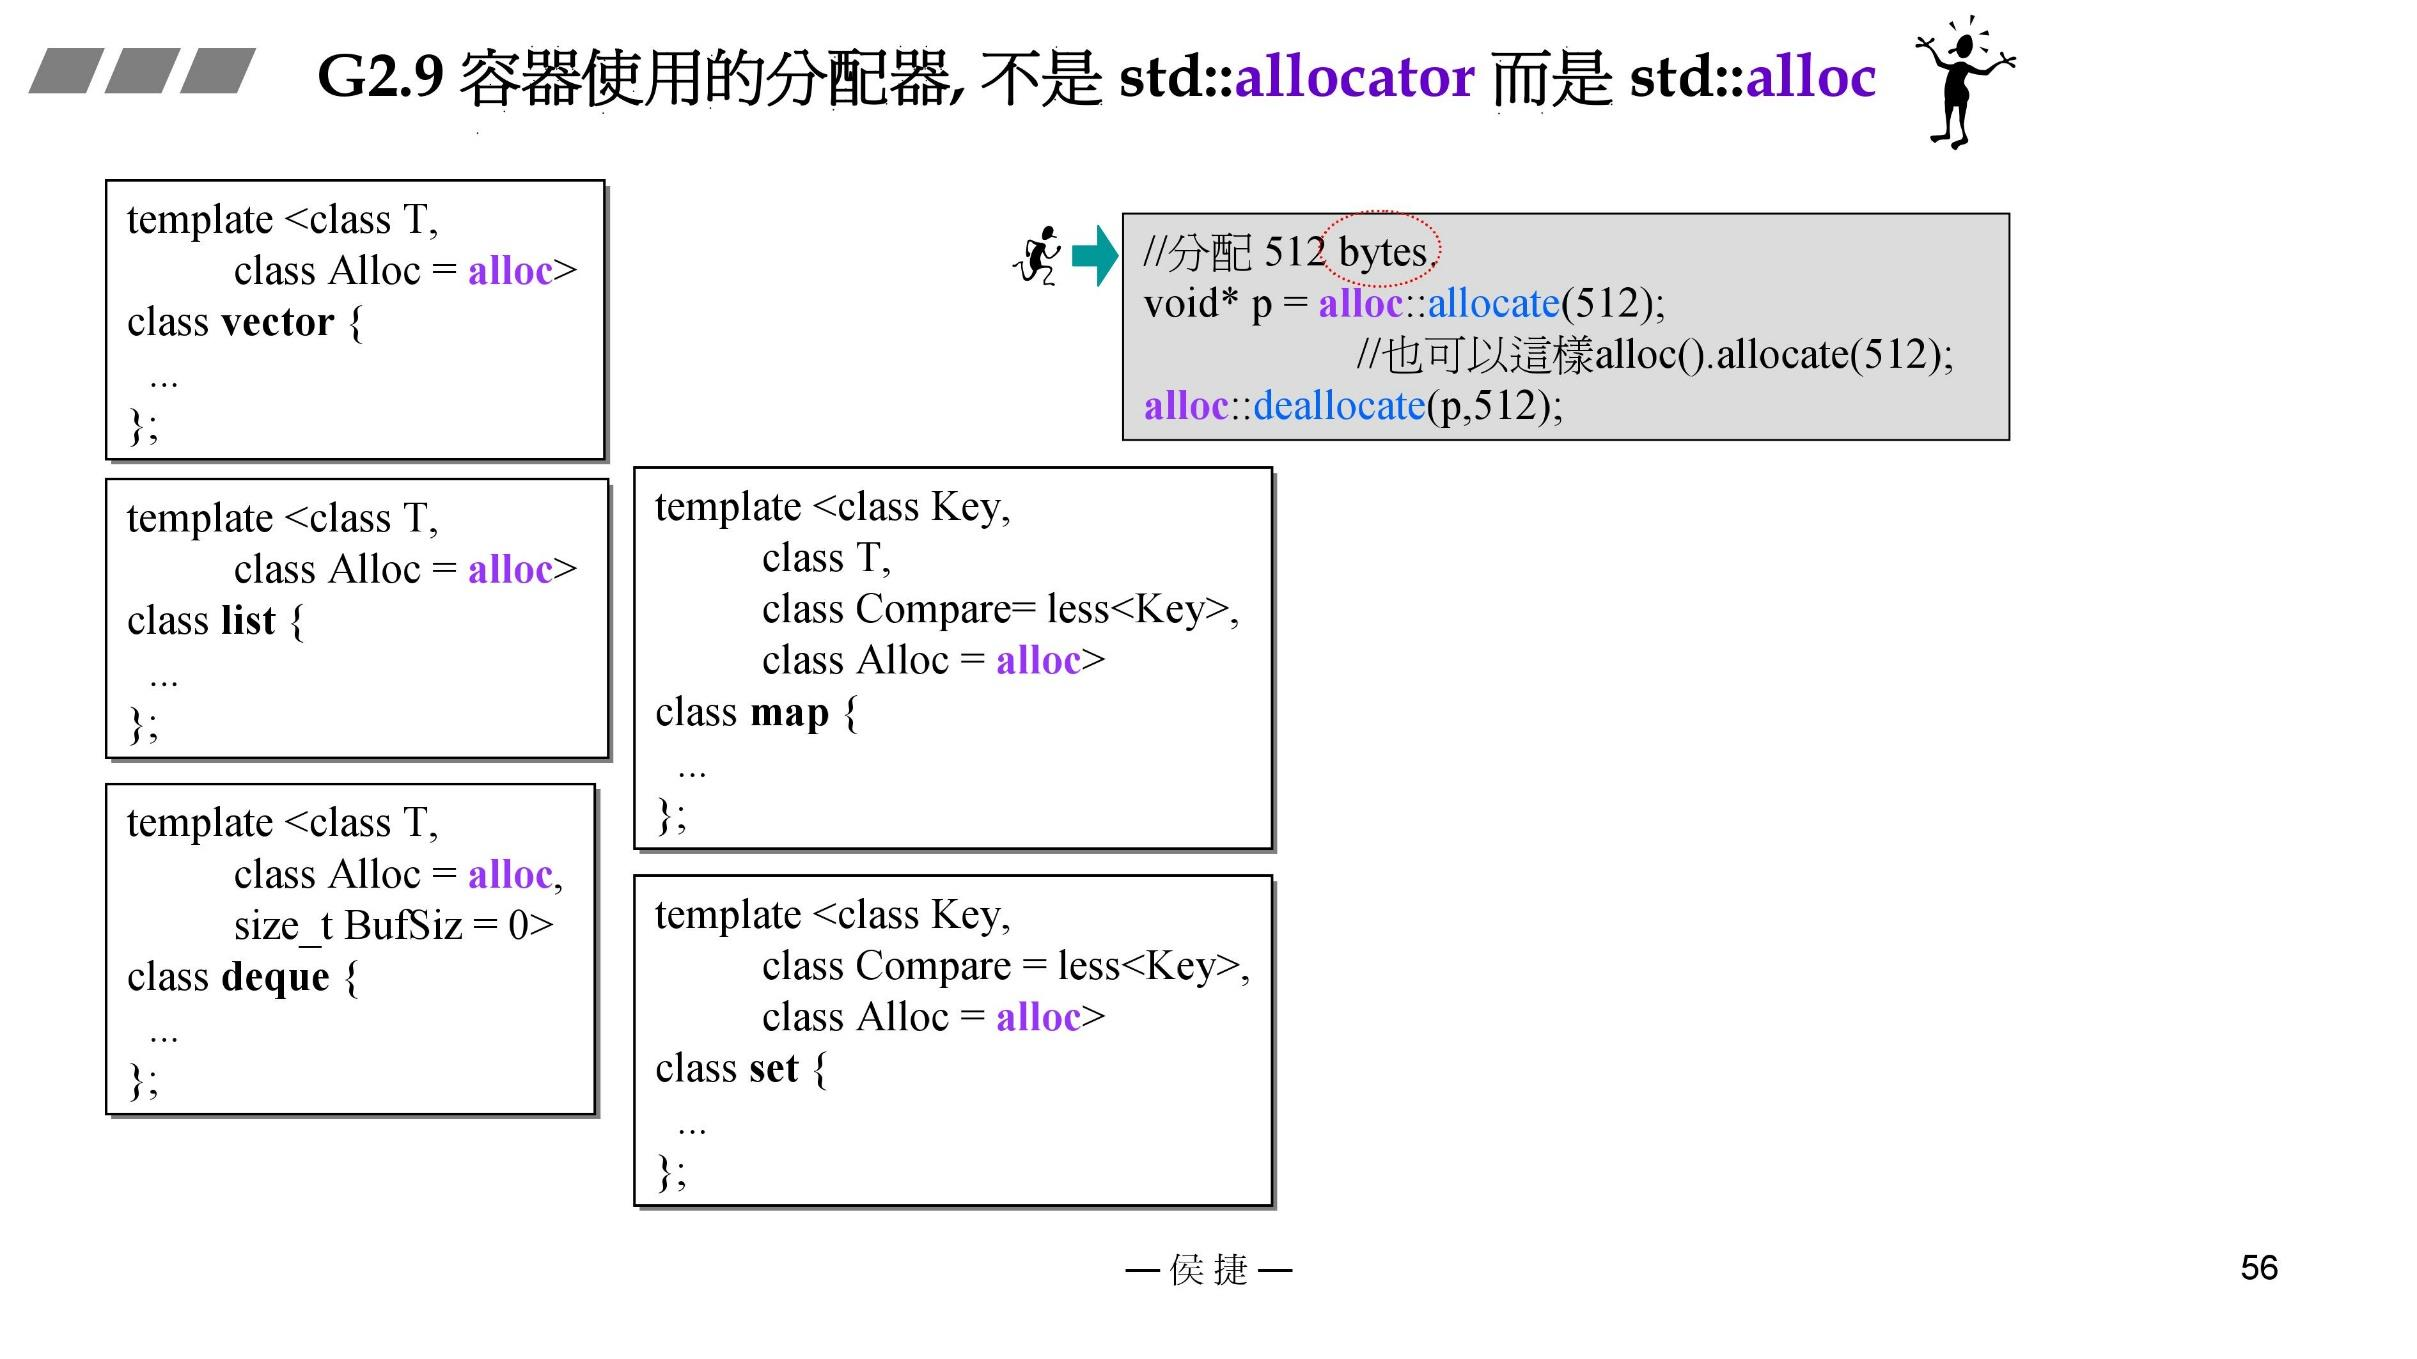 G2.9 容器使用的分配器, 不是 std::allocator 而是 std::alloc
template <class T,
class Alloc = alloc>
class vector {
...
};
template <class T,
class Alloc = alloc>
class list {
...
};
template <class T,
class Alloc = alloc,
size_t BufSiz = 0>
class deque {
...
};
//分配 512 bytes.
void* p = alloc::allocate(512);
//也可以這樣alloc().allocate(512);
alloc::deallocate(p,512);
template <class Key,
class T,
class Compare= less<Key>,
class Alloc = alloc>
class map {
...
};
template <class Key,
class Compare = less<Key>,
class Alloc = alloc>
class set {
...
};
— 侯 捷 —
56